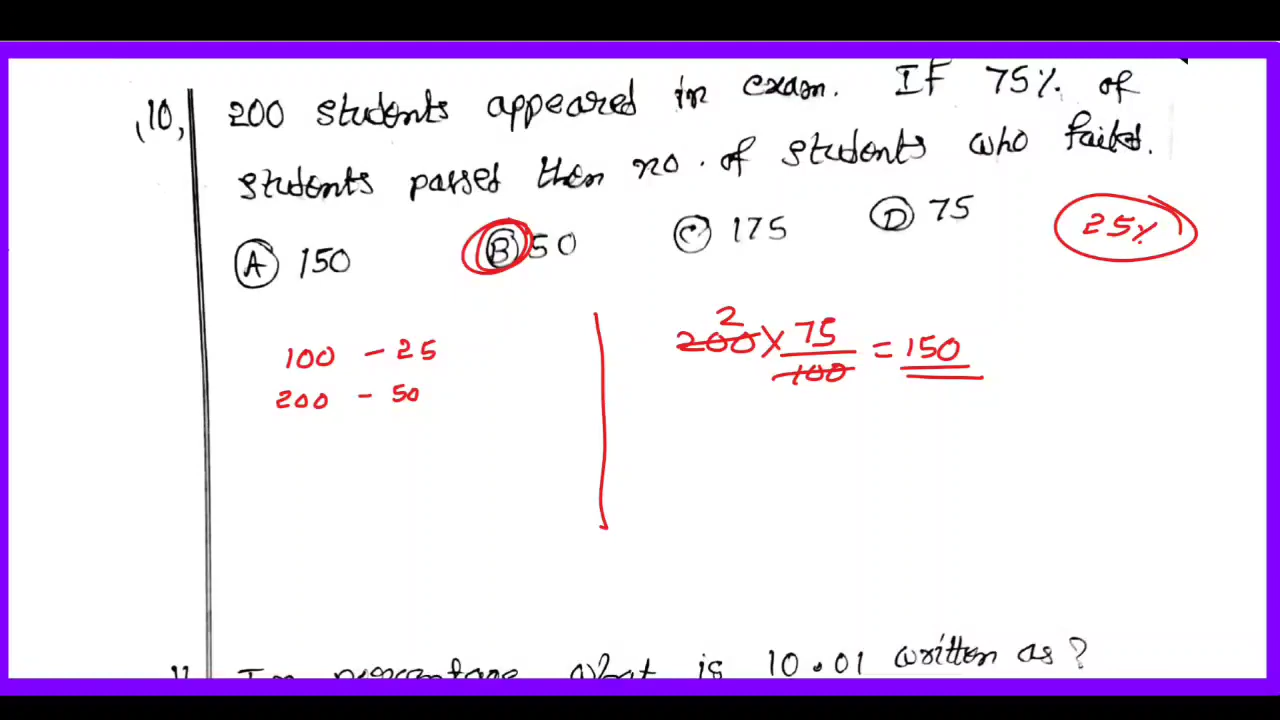 (10, 200 students appeared in exam. If 75% of
students passed then no. of students who failed.
(A) 150 (B) 50 (C) 175 (D) 75 25%
100 - 25
200 - 50
2
200 × 75/100 = 150
11 In percentage what is 10.01 written as?